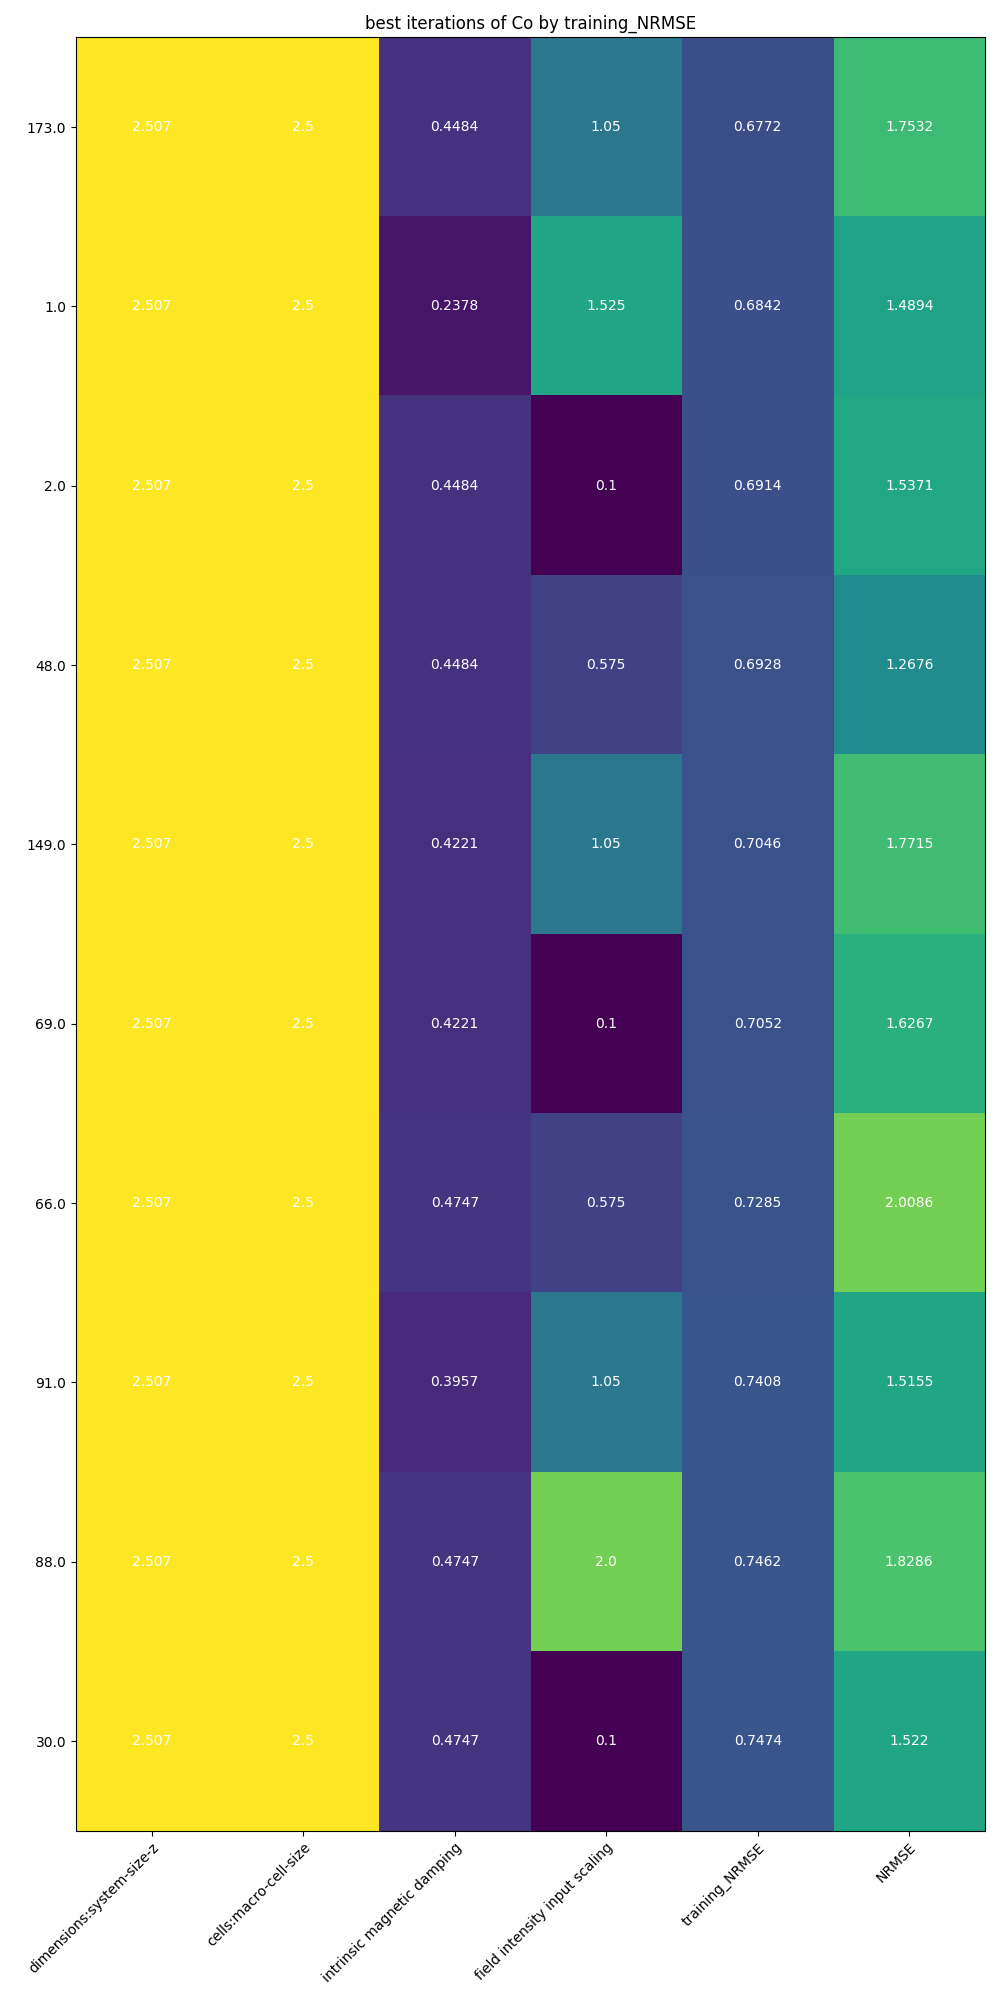 best iterations of Co by training_NRMSE
173.0 2.507 2.5 0.4484 1.05 0.6772 1.7532
1.0 2.507 2.5 0.2378 1.525 0.6842 1.4894
2.0 2.507 2.5 0.4484 0.1 0.6914 1.5371
48.0 2.507 2.5 0.4484 0.575 0.6928 1.2676
149.0 2.507 2.5 0.4221 1.05 0.7046 1.7715
69.0 2.507 2.5 0.4221 0.1 0.7052 1.6267
66.0 2.507 2.5 0.4747 0.575 0.7285 2.0086
91.0 2.507 2.5 0.3957 1.05 0.7408 1.5155
88.0 2.507 2.5 0.4747 2.0 0.7462 1.8286
30.0 2.507 2.5 0.4747 0.1 0.7474 1.522
dimensions:system-size-z
cells:macro-cell-size
intrinsic magnetic damping
field intensity input scaling
training_NRMSE
NRMSE